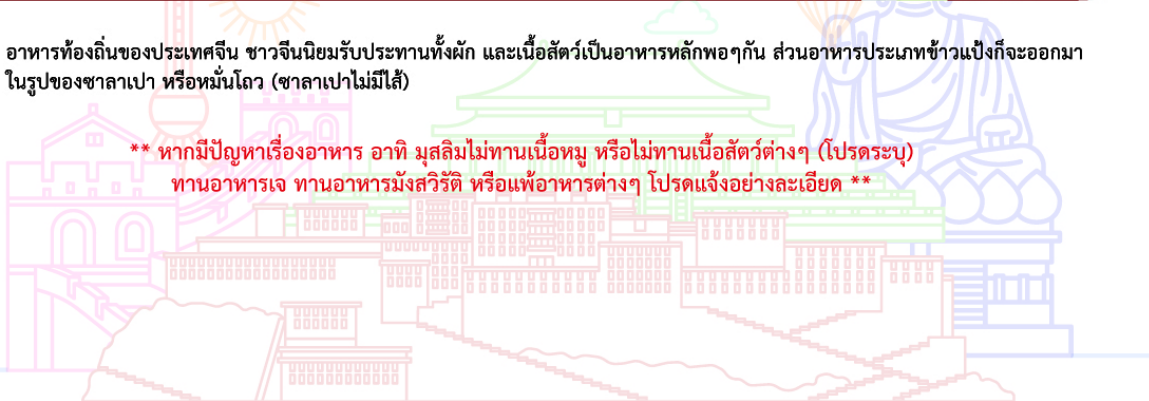 อาหารท้องถิ่นของประเทศจีน ชาวจีนนิยมรับประทานทั้งผัก และเนื้อสัตว์เป็นอาหารหลักพอๆกัน ส่วนอาหารประเภทข้าวแป้งก็จะออกมา
ในรูปของซาลาเปา หรือหมั่นโถว (ซาลาเปาไม่มีไส้)
** หากมีปัญหาเรื่องอาหาร อาทิ มุสลิมไม่ทานเนื้อหมู หรือไม่ทานเนื้อสัตว์ต่างๆ (โปรดระบุ)
ทานอาหารเจ ทานอาหารมังสวิรัติ หรือแพ้อาหารต่างๆ โปรดแจ้งอย่างละเอียด **